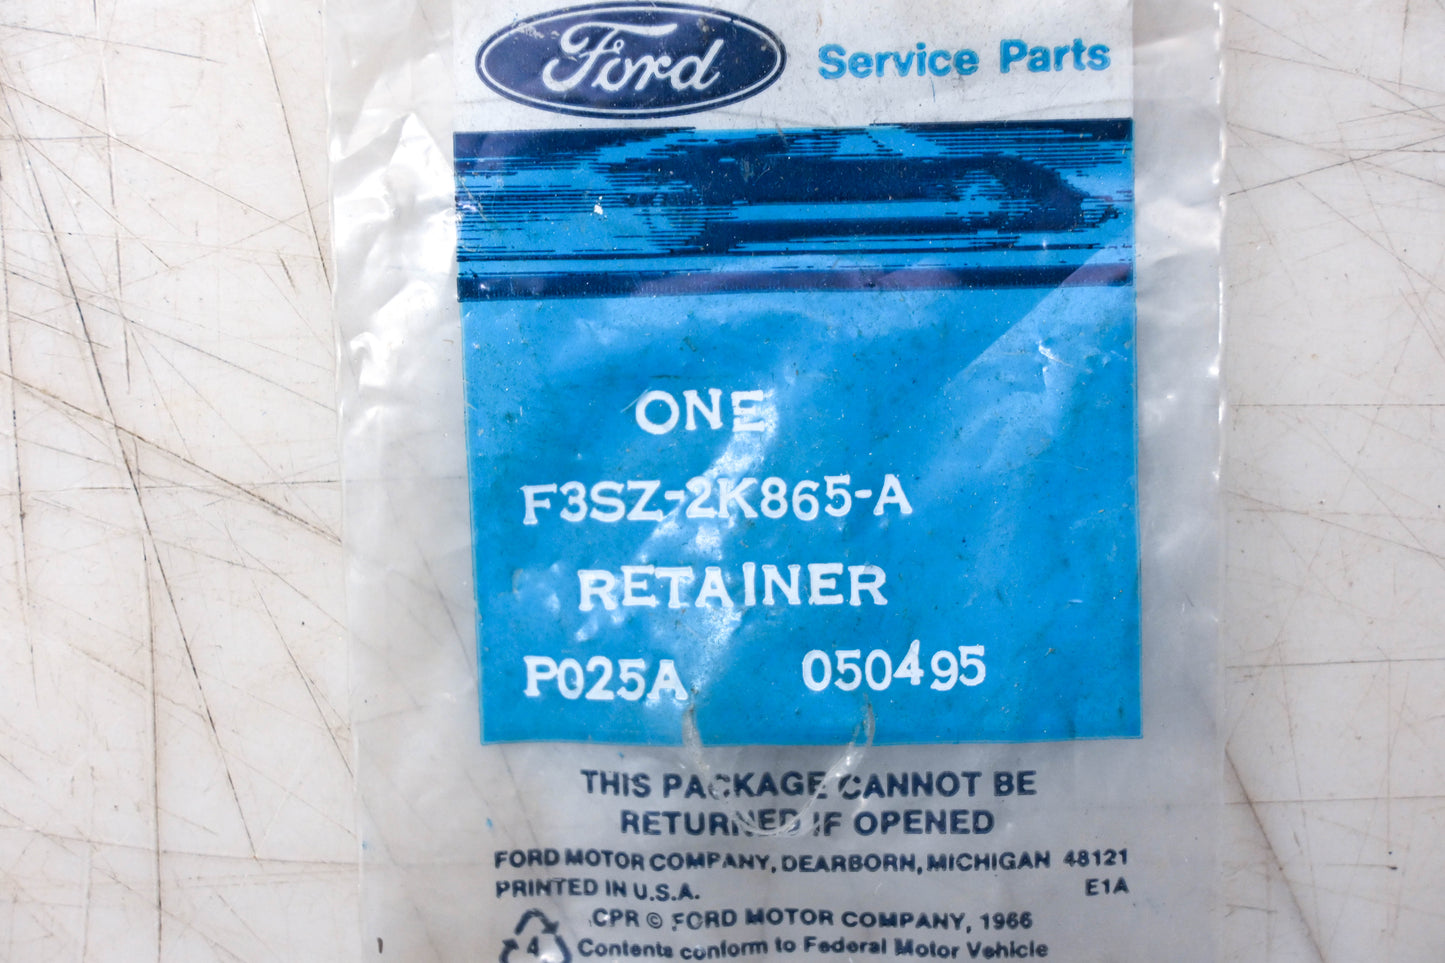 Ford Service Parts
ONE
F3SZ-2K865-A
RETAINER
P025A 050495
THIS PACKAGE CANNOT BE
RETURNED IF OPENED
FORD MOTOR COMPANY, DEARBORN, MICHIGAN 48121
PRINTED IN U.S.A. E1A
CPR © FORD MOTOR COMPANY, 1966
4 Contents conform to Federal Motor Vehicle